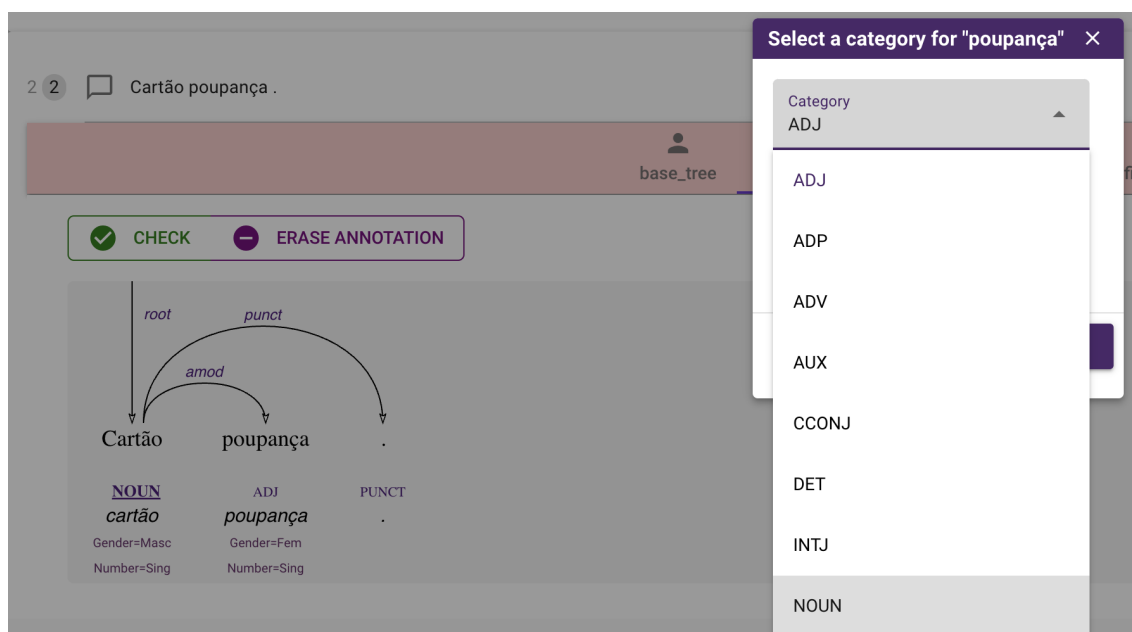 Select a category for "poupança"
2 2 Cartão poupança .
Category
ADJ
base_tree
fi
ADJ
CHECK
ERASE ANNOTATION
ADP
ADV
root
punct
AUX
amod
CCONJ
Cartão poupança .
NOUN ADJ PUNCT
cartão poupança .
Gender=Masc Gender=Fem
Number=Sing Number=Sing
DET
INTJ
NOUN